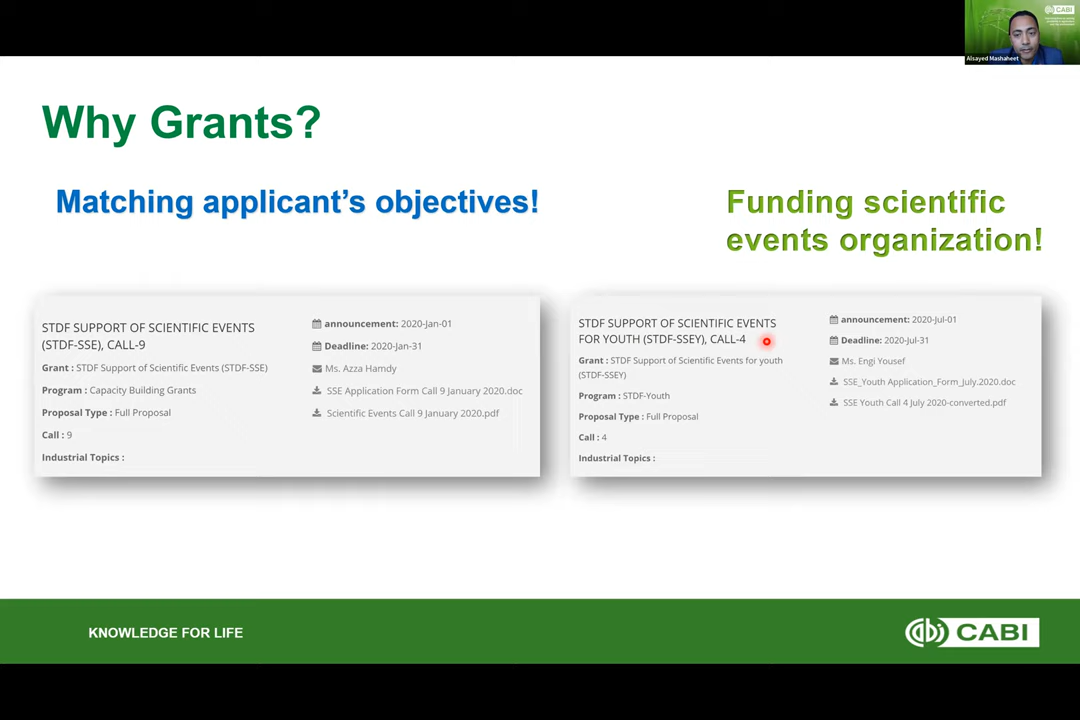 CABI
Alsayed Mashaheet
Why Grants?
Matching applicant's objectives!
Funding scientific
events organization!
STDF SUPPORT OF SCIENTIFIC EVENTS
(STDF-SSE), CALL-9
Grant : STDF Support of Scientific Events (STDF-SSE)
Program : Capacity Building Grants
Proposal Type : Full Proposal
Call : 9
Industrial Topics :
announcement: 2020-Jan-01
Deadline: 2020-Jan-31
Ms. Azza Hamdy
SSE Application Form Call 9 January 2020.doc
Scientific Events Call 9 January 2020.pdf
STDF SUPPORT OF SCIENTIFIC EVENTS
FOR YOUTH (STDF-SSEY), CALL-4
Grant : STDF Support of Scientific Events for youth
(STDF-SSEY)
Program : STDF-Youth
Proposal Type : Full Proposal
Call : 4
Industrial Topics :
announcement: 2020-Jul-01
Deadline: 2020-Jul-31
Ms. Engi Yousef
SSE_Youth Application_Form_July.2020.doc
SSE Youth Call 4 July 2020-converted.pdf
KNOWLEDGE FOR LIFE
CABI